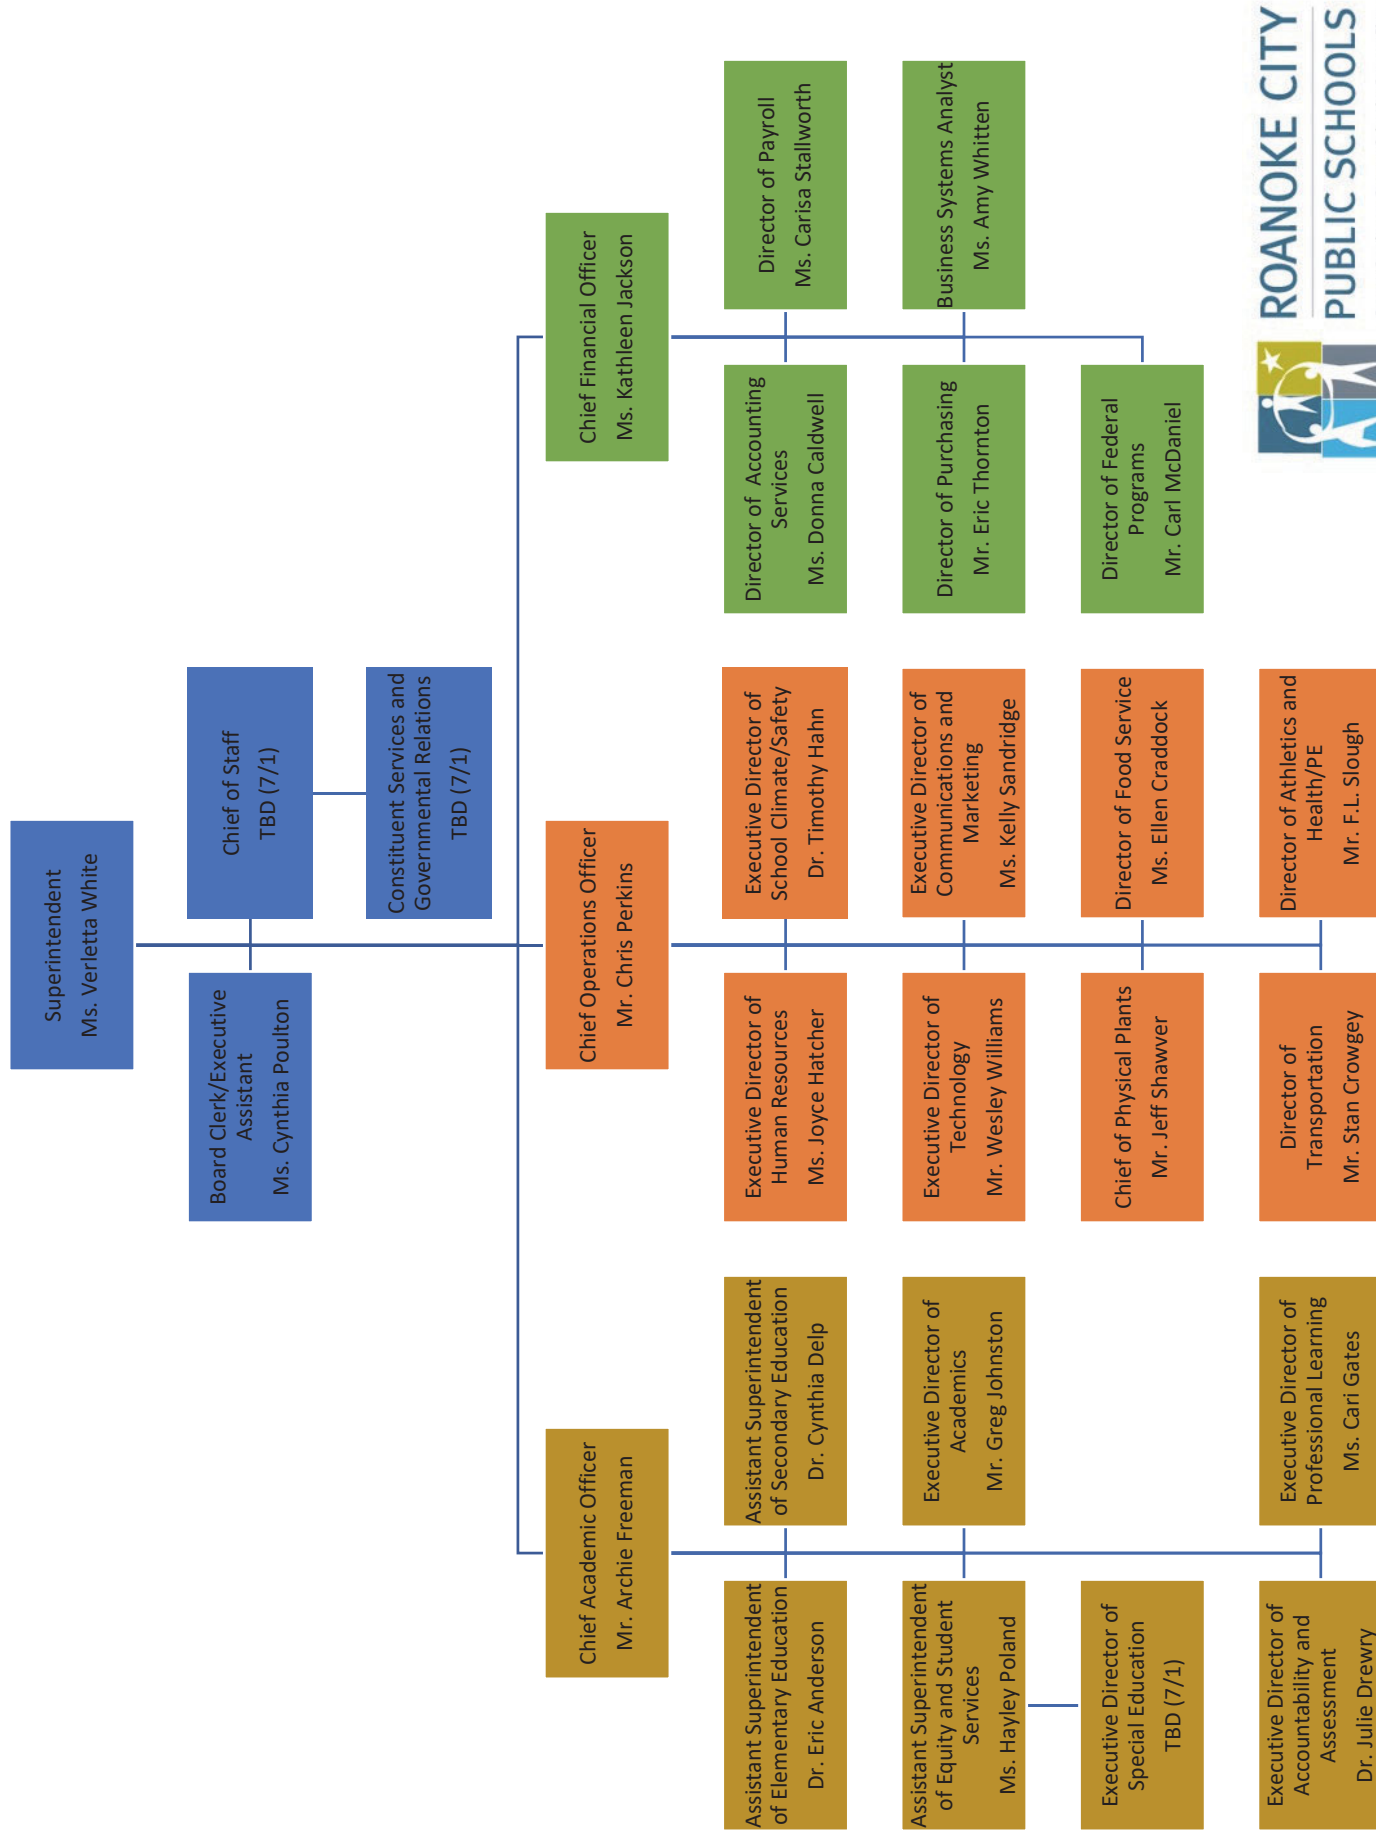 Superintendent
Ms. Verletta White
Board Clerk/Executive
Assistant
Ms. Cynthia Poulton
Chief of Staff
TBD (7/1)
Constituent Services and
Governmental Relations
TBD (7/1)
Chief Academic Officer
Mr. Archie Freeman
Chief Operations Officer
Mr. Chris Perkins
Chief Financial Officer
Ms. Kathleen Jackson
Assistant Superintendent
of Elementary Education
Dr. Eric Anderson
Assistant Superintendent
of Secondary Education
Dr. Cynthia Delp
Executive Director of
Human Resources
Ms. Joyce Hatcher
Executive Director of
School Climate/Safety
Dr. Timothy Hahn
Director of Accounting
Services
Ms. Donna Caldwell
Director of Payroll
Ms. Carisa Stallworth
Assistant Superintendent
of Equity and Student
Services
Ms. Hayley Poland
Executive Director of
Academics
Mr. Greg Johnston
Executive Director of
Technology
Mr. Wesley Williams
Executive Director of
Communications and
Marketing
Ms. Kelly Sandridge
Director of Purchasing
Mr. Eric Thornton
Business Systems Analyst
Ms. Amy Whitten
Executive Director of
Special Education
TBD (7/1)
Chief of Physical Plants
Mr. Jeff Shawver
Director of Food Service
Ms. Ellen Craddock
Director of Federal
Programs
Mr. Carl McDaniel
Executive Director of
Accountability and
Assessment
Dr. Julie Drewry
Executive Director of
Professional Learning
Ms. Cari Gates
Director of
Transportation
Mr. Stan Crowgey
Director of Athletics and
Health/PE
Mr. F.L. Slough
ROANOKE CITY
PUBLIC SCHOOLS